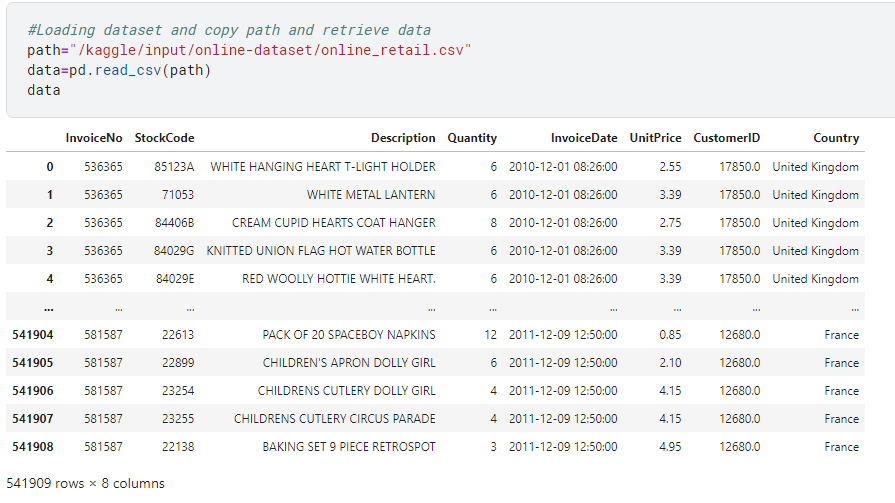 #Loading dataset and copy path and retrieve data
path="/kaggle/input/online-dataset/online_retail.csv"
data=pd.read_csv(path)
data
InvoiceNo StockCode Description Quantity InvoiceDate UnitPrice CustomerID Country
0 536365 85123A WHITE HANGING HEART T-LIGHT HOLDER 6 2010-12-01 08:26:00 2.55 17850.0 United Kingdom
1 536365 71053 WHITE METAL LANTERN 6 2010-12-01 08:26:00 3.39 17850.0 United Kingdom
2 536365 84406B CREAM CUPID HEARTS COAT HANGER 8 2010-12-01 08:26:00 2.75 17850.0 United Kingdom
3 536365 84029G KNITTED UNION FLAG HOT WATER BOTTLE 6 2010-12-01 08:26:00 3.39 17850.0 United Kingdom
4 536365 84029E RED WOOLLY HOTTIE WHITE HEART. 6 2010-12-01 08:26:00 3.39 17850.0 United Kingdom
... ... ... ... ... ... ... ... ...
541904 581587 22613 PACK OF 20 SPACEBOY NAPKINS 12 2011-12-09 12:50:00 0.85 12680.0 France
541905 581587 22899 CHILDREN'S APRON DOLLY GIRL 6 2011-12-09 12:50:00 2.10 12680.0 France
541906 581587 23254 CHILDRENS CUTLERY DOLLY GIRL 4 2011-12-09 12:50:00 4.15 12680.0 France
541907 581587 23255 CHILDRENS CUTLERY CIRCUS PARADE 4 2011-12-09 12:50:00 4.15 12680.0 France
541908 581587 22138 BAKING SET 9 PIECE RETROSPOT 3 2011-12-09 12:50:00 4.95 12680.0 France
541909 rows × 8 columns